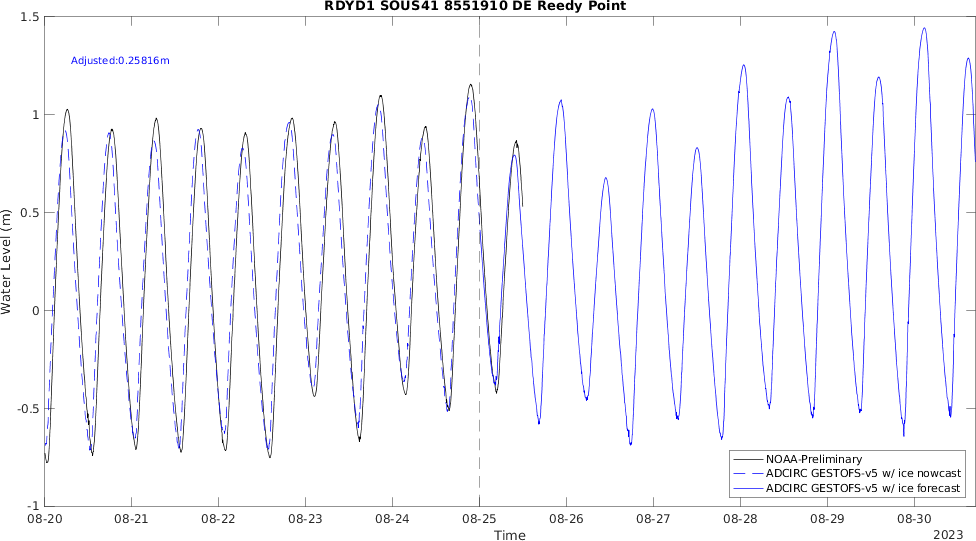 RDYD1 SOUS41 8551910 DE Reedy Point
Adjusted:0.25816m
Water Level (m)
1.5
1
0.5
0
-0.5
-1
NOAA-Preliminary
ADCIRC GESTOFS-v5 w/ ice nowcast
ADCIRC GESTOFS-v5 w/ ice forecast
08-20 08-21 08-22 08-23 08-24 08-25 08-26 08-27 08-28 08-29 08-30
Time
2023